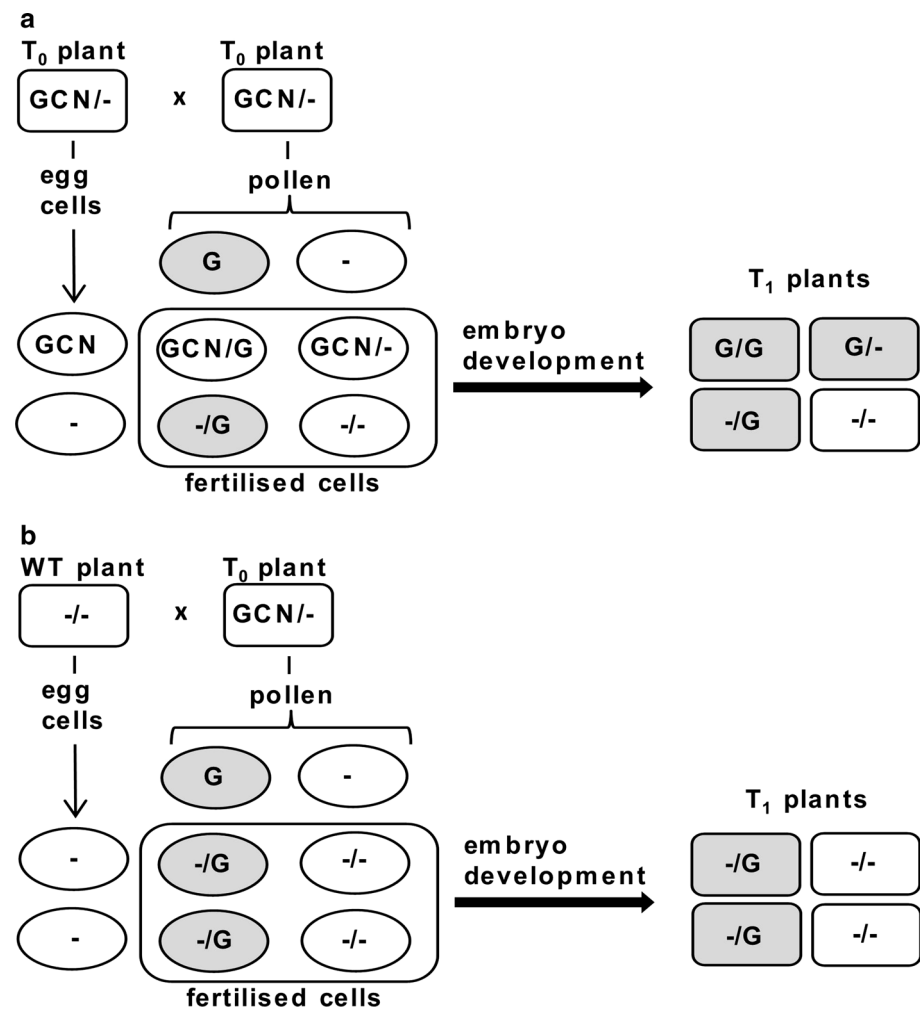 a
T₀ plant T₀ plant
GCN/- x GCN/-
egg
cells
pollen
G -
T₁ plants
GCN GCN/G GCN/- embryo
development G/G G/-
- -/G -/- -/G -/-
fertilised cells
b
WT plant T₀ plant
-/- x GCN/-
egg
cells
pollen
G -
T₁ plants
- -/G -/- embryo
development -/G -/-
- -/G -/- -/G -/-
fertilised cells